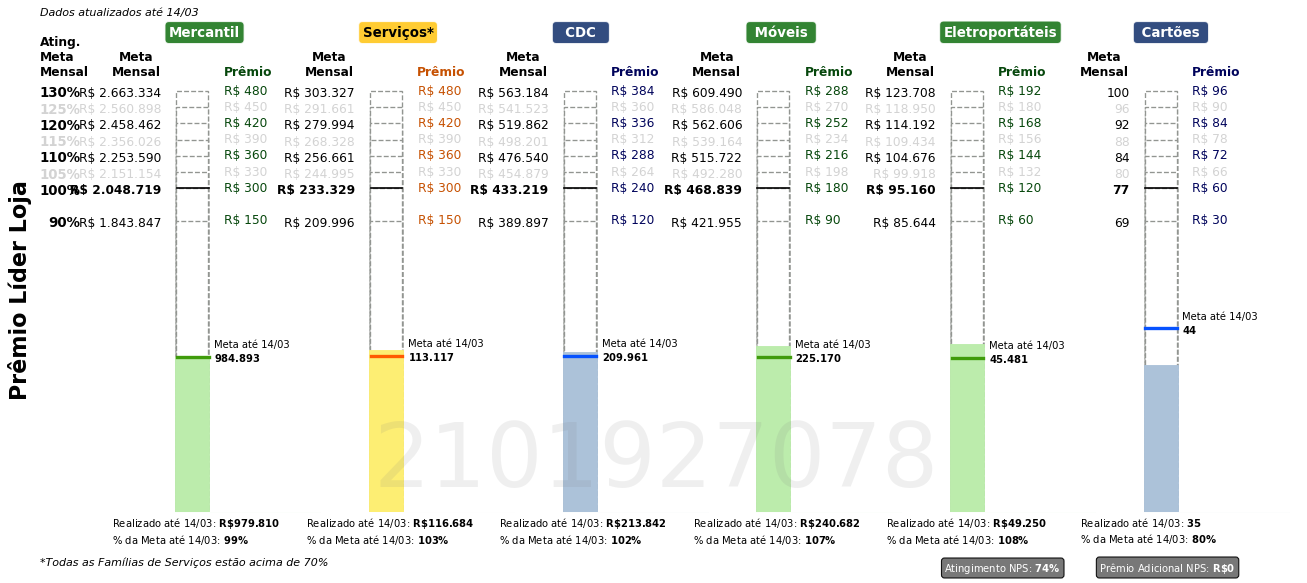 Dados atualizados até 14/03
Mercantil Serviços* CDC Móveis Eletroportáteis Cartões
Ating. Meta Mensal Meta Mensal Prêmio Meta Mensal Prêmio Meta Mensal Prêmio Meta Mensal Prêmio Meta Mensal Prêmio Meta Mensal Prêmio
130% R$ 2.663.334 R$ 480 R$ 303.327 R$ 480 R$ 563.184 R$ 384 R$ 609.490 R$ 288 R$ 123.708 R$ 192 100 R$ 96
125% R$ 2.560.898 R$ 450 R$ 291.661 R$ 450 R$ 541.523 R$ 360 R$ 586.048 R$ 270 R$ 118.950 R$ 180 96 R$ 90
120% R$ 2.458.462 R$ 420 R$ 279.994 R$ 420 R$ 519.862 R$ 336 R$ 562.606 R$ 252 R$ 114.192 R$ 168 92 R$ 84
115% R$ 2.356.026 R$ 390 R$ 268.328 R$ 390 R$ 498.201 R$ 312 R$ 539.164 R$ 234 R$ 109.434 R$ 156 88 R$ 78
110% R$ 2.253.590 R$ 360 R$ 256.661 R$ 360 R$ 476.540 R$ 288 R$ 515.722 R$ 216 R$ 104.676 R$ 144 84 R$ 72
105% R$ 2.151.154 R$ 330 R$ 244.995 R$ 330 R$ 454.879 R$ 264 R$ 492.280 R$ 198 R$ 99.918 R$ 132 80 R$ 66
100% R$ 2.048.719 R$ 300 R$ 233.329 R$ 300 R$ 433.219 R$ 240 R$ 468.839 R$ 180 R$ 95.160 R$ 120 77 R$ 60
90% R$ 1.843.847 R$ 150 R$ 209.996 R$ 150 R$ 389.897 R$ 120 R$ 421.955 R$ 90 R$ 85.644 R$ 60 69 R$ 30
Prêmio Líder Loja
Meta até 14/03 Meta até 14/03 Meta até 14/03 Meta até 14/03 Meta até 14/03 Meta até 14/03
984.893 113.117 209.961 225.170 45.481 44
2101927078
Realizado até 14/03: R$979.810 Realizado até 14/03: R$116.684 Realizado até 14/03: R$213.842 Realizado até 14/03: R$240.682 Realizado até 14/03: R$49.250 Realizado até 14/03: 35
% da Meta até 14/03: 99% % da Meta até 14/03: 103% % da Meta até 14/03: 102% % da Meta até 14/03: 107% % da Meta até 14/03: 108% % da Meta até 14/03: 80%
*Todas as Famílias de Serviços estão acima de 70% Atingimento NPS: 74% Prêmio Adicional NPS: R$0